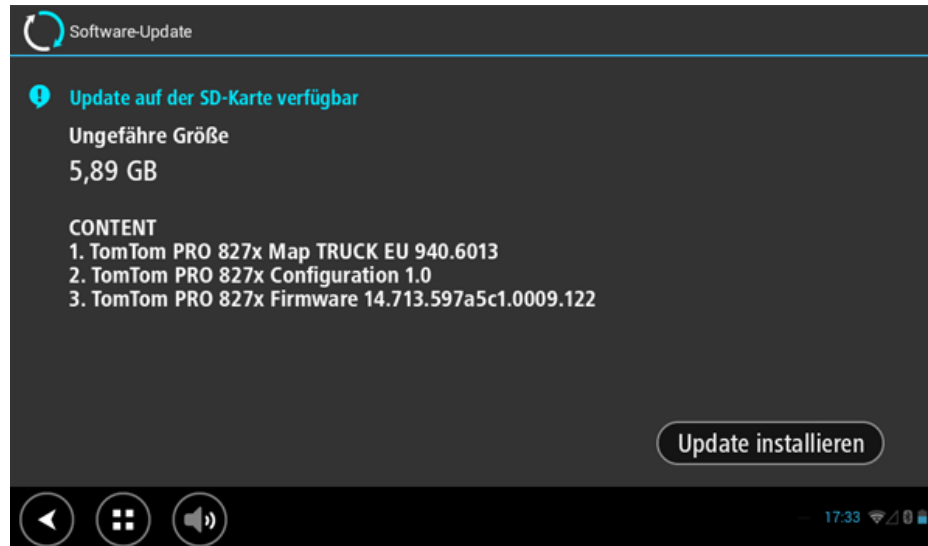 Software-Update
Update auf der SD-Karte verfügbar
Ungefähre Größe
5,89 GB
CONTENT
1. TomTom PRO 827x Map TRUCK EU 940.6013
2. TomTom PRO 827x Configuration 1.0
3. TomTom PRO 827x Firmware 14.713.597a5c1.0009.122
Update installieren
17:33